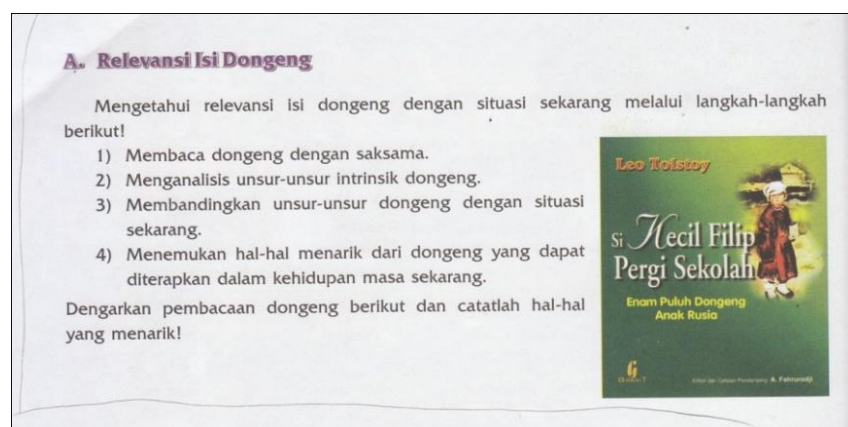 A. Relevansi Isi Dongeng
Mengetahui relevansi isi dongeng dengan situasi sekarang melalui langkah-langkah
berikut!
1) Membaca dongeng dengan saksama.
2) Menganalisis unsur-unsur intrinsik dongeng.
3) Membandingkan unsur-unsur dongeng dengan situasi
sekarang.
4) Menemukan hal-hal menarik dari dongeng yang dapat
diterapkan dalam kehidupan masa sekarang.
Dengarkan pembacaan dongeng berikut dan catatlah hal-hal
yang menarik!
Leo Tolstoy
Si Kecil Filip
Pergi Sekolah
Enam Puluh Dongeng
Anak Rusia